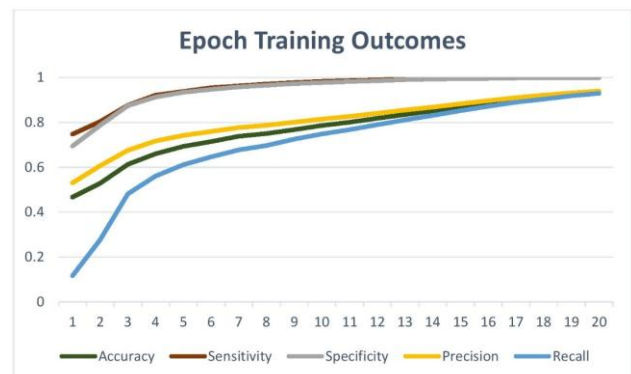 Epoch Training Outcomes
1
0.8
0.6
0.4
0.2
0
1 2 3 4 5 6 7 8 9 10 11 12 13 14 15 16 17 18 19 20
Accuracy Sensitivity Specificity Precision Recall